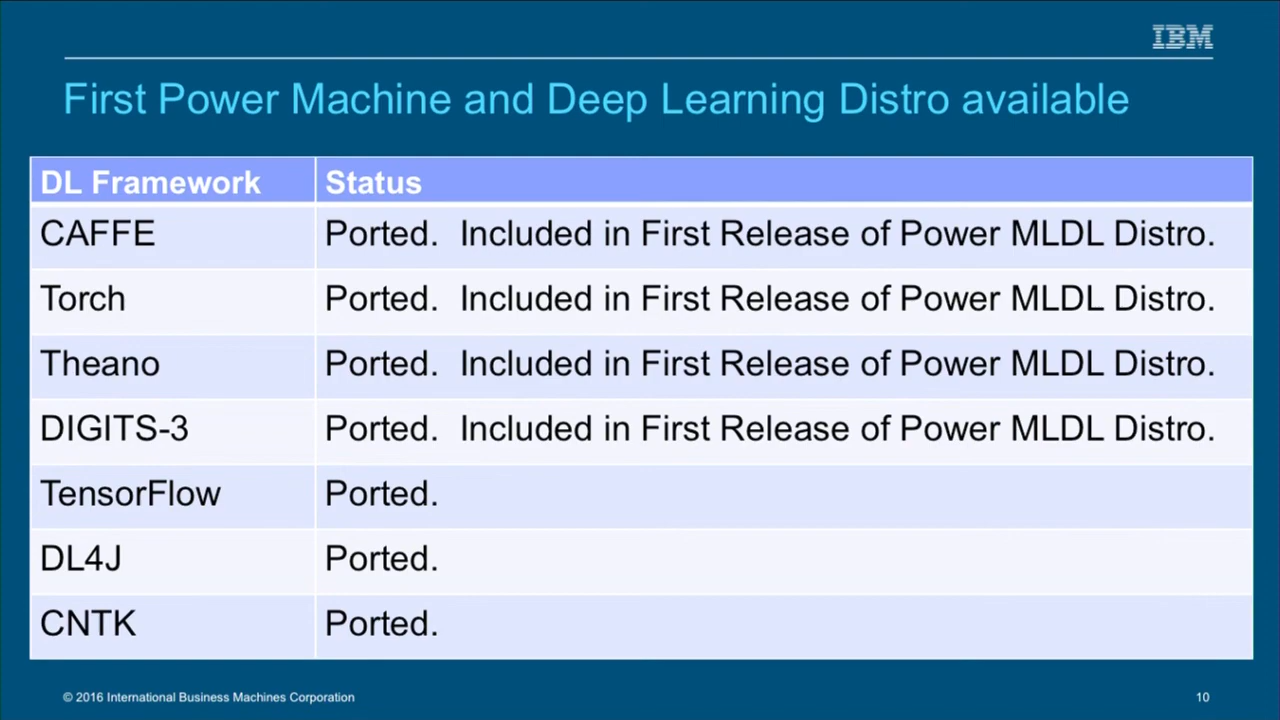 IBM
First Power Machine and Deep Learning Distro available
DL Framework Status
CAFFE Ported. Included in First Release of Power MLDL Distro.
Torch Ported. Included in First Release of Power MLDL Distro.
Theano Ported. Included in First Release of Power MLDL Distro.
DIGITS-3 Ported. Included in First Release of Power MLDL Distro.
TensorFlow Ported.
DL4J Ported.
CNTK Ported.
© 2016 International Business Machines Corporation 10